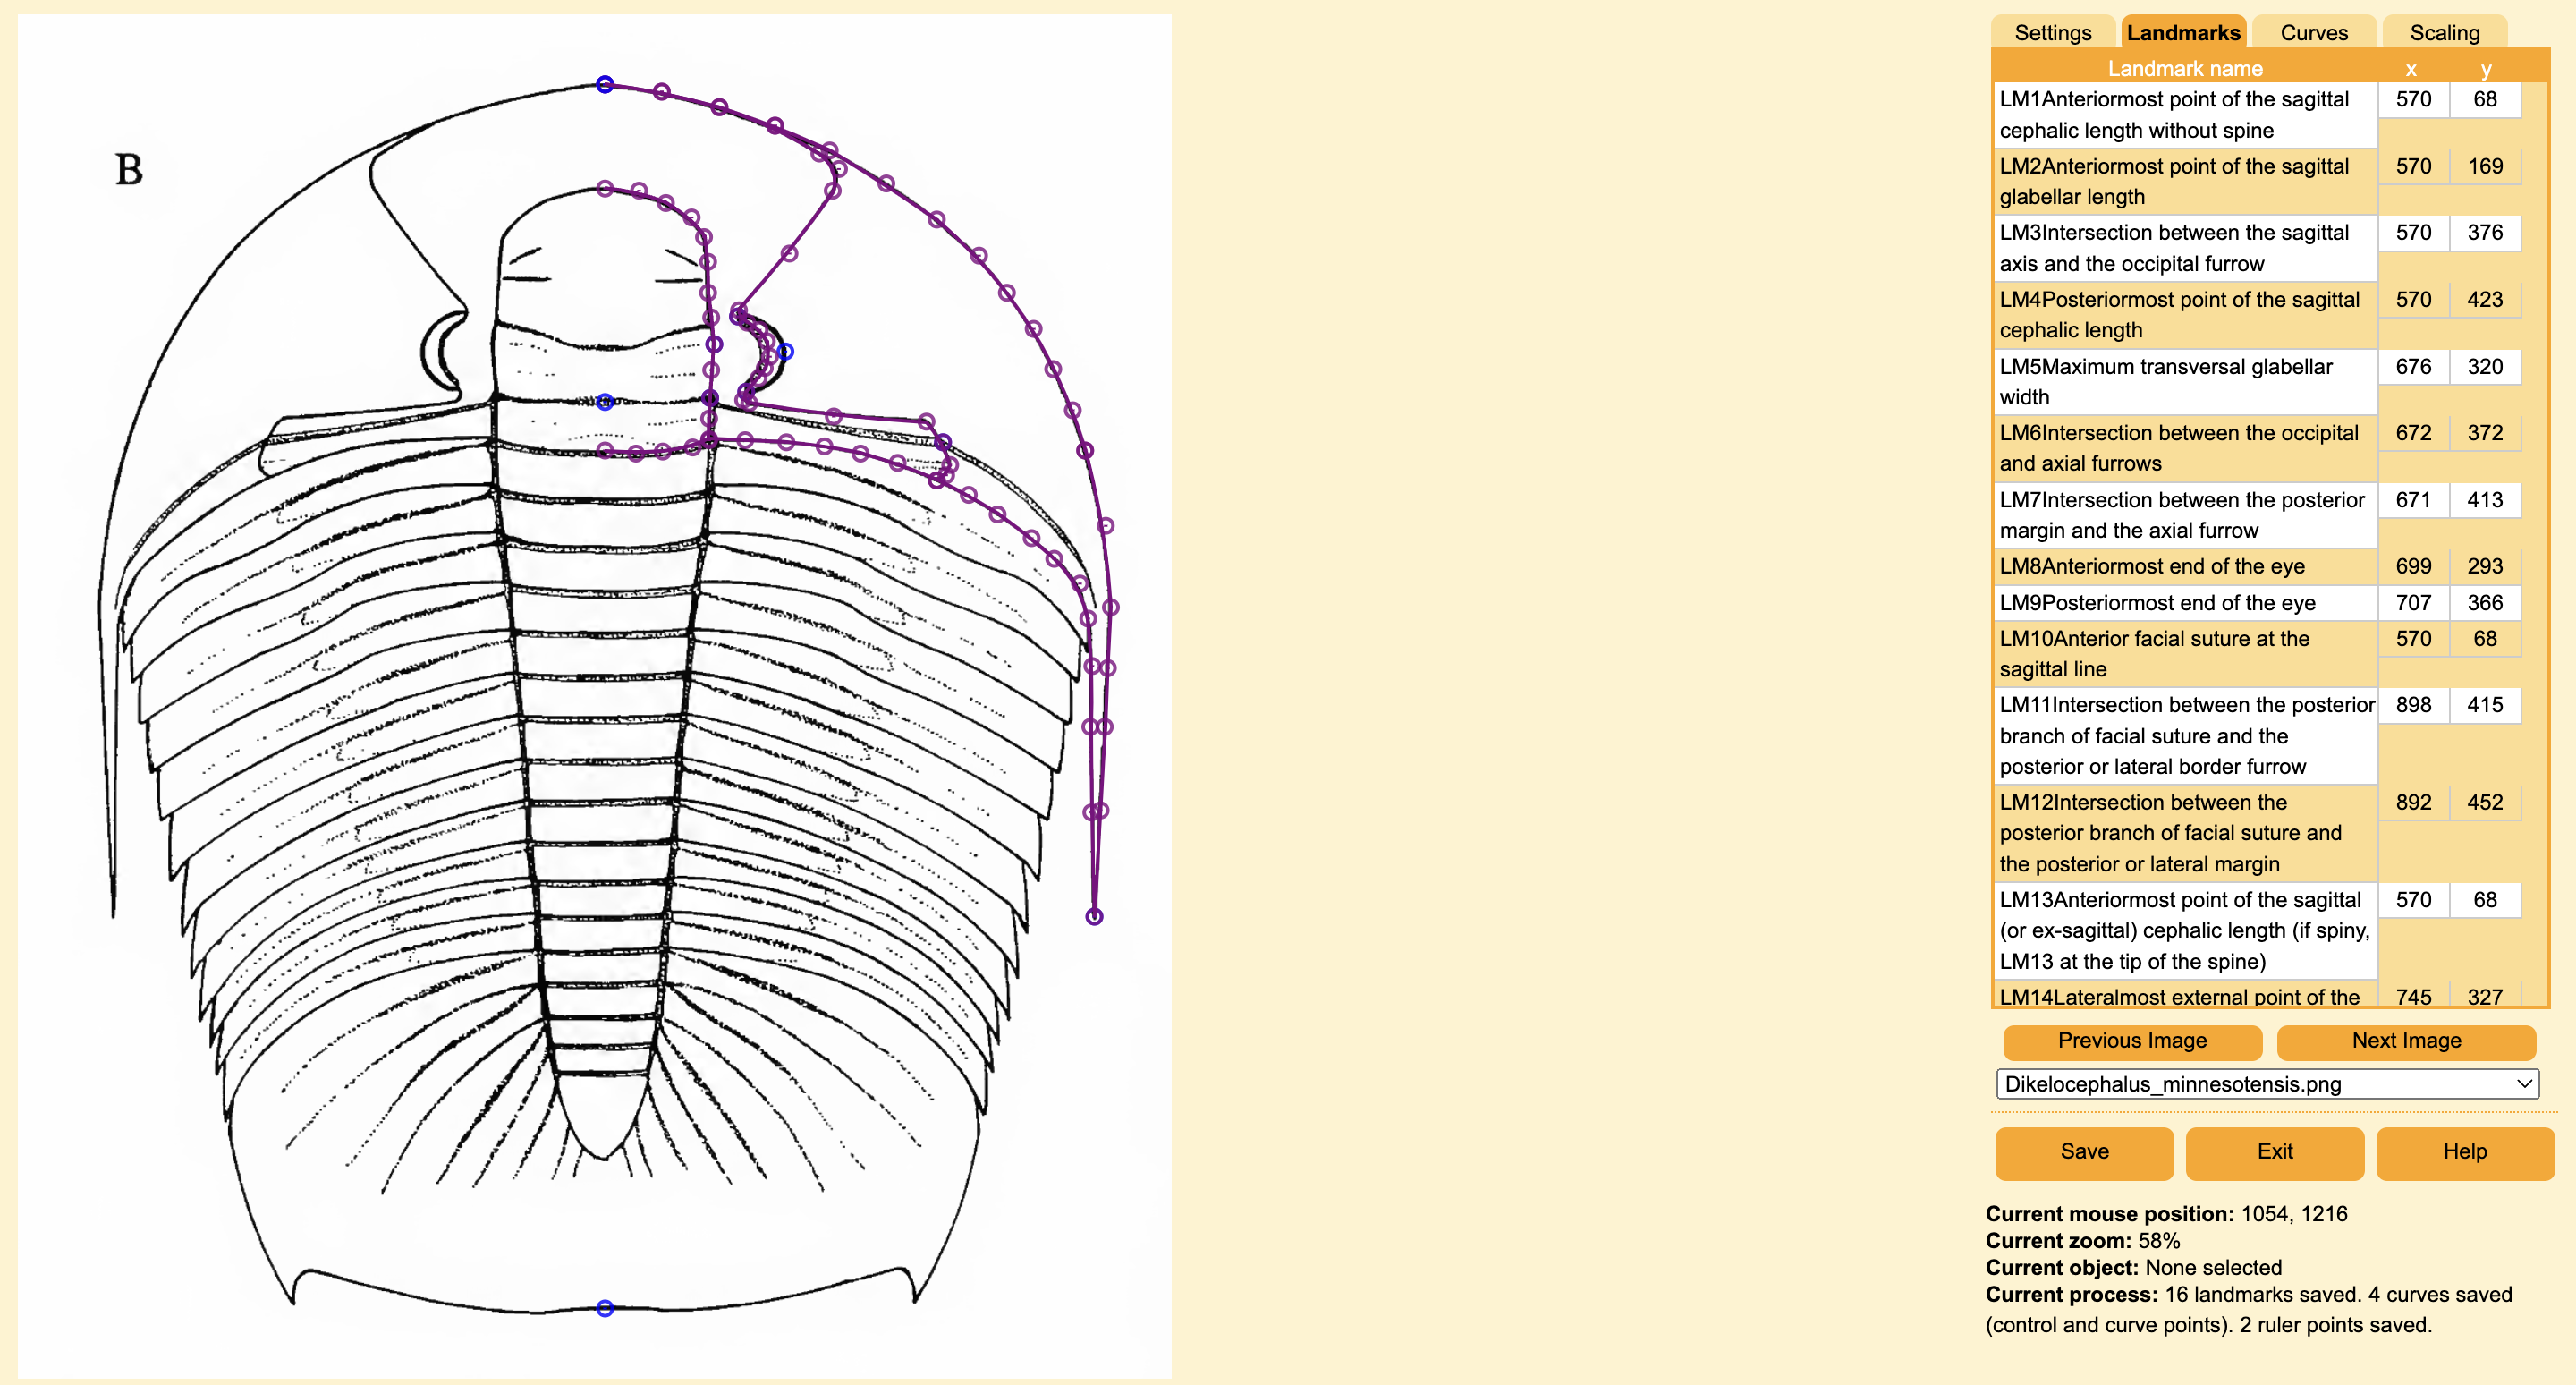 B
Settings Landmarks Curves Scaling
Landmark name x y
LM1Anteriormost point of the sagittal 570 68
cephalic length without spine
LM2Anteriormost point of the sagittal 570 169
glabellar length
LM3Intersection between the sagittal 570 376
axis and the occipital furrow
LM4Posteriormost point of the sagittal 570 423
cephalic length
LM5Maximum transversal glabellar 676 320
width
LM6Intersection between the occipital 672 372
and axial furrows
LM7Intersection between the posterior 671 413
margin and the axial furrow
LM8Anteriormost end of the eye 699 293
LM9Posteriormost end of the eye 707 366
LM10Anterior facial suture at the 570 68
sagittal line
LM11Intersection between the posterior 898 415
branch of facial suture and the
posterior or lateral border furrow
LM12Intersection between the 892 452
posterior branch of facial suture and
the posterior or lateral margin
LM13Anteriormost point of the sagittal 570 68
(or ex-sagittal) cephalic length (if spiny,
LM13 at the tip of the spine)
LM14Lateralmost external point of the 745 327
Previous Image Next Image
Dikelocephalus_minnesotensis.png
Save Exit Help
Current mouse position: 1054, 1216
Current zoom: 58%
Current object: None selected
Current process: 16 landmarks saved. 4 curves saved
(control and curve points). 2 ruler points saved.